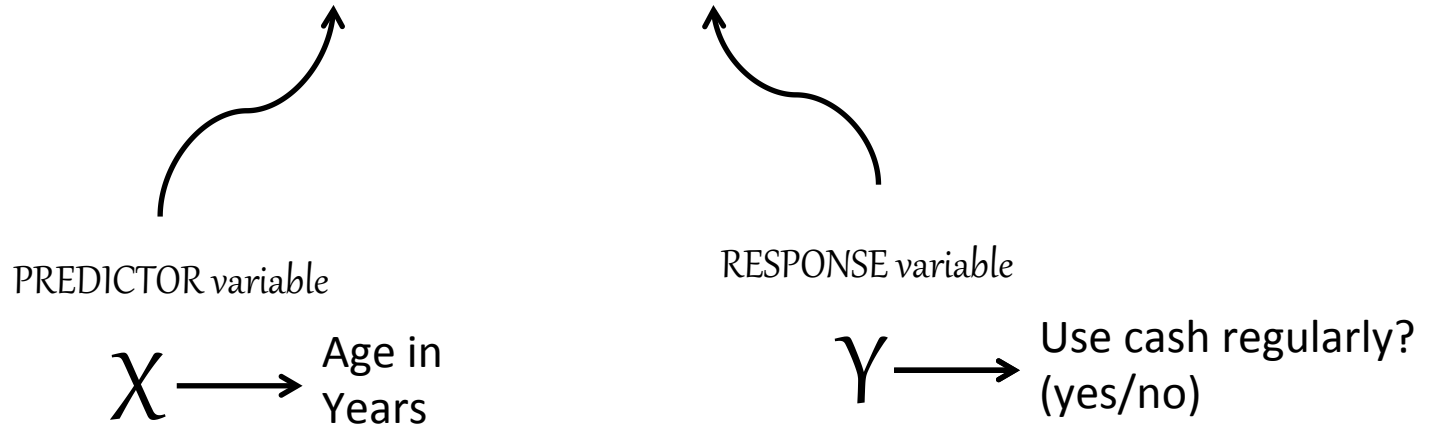 PREDICTOR variable
RESPONSE variable
X
Age in
Years
Y
Use cash regularly?
(yes/no)